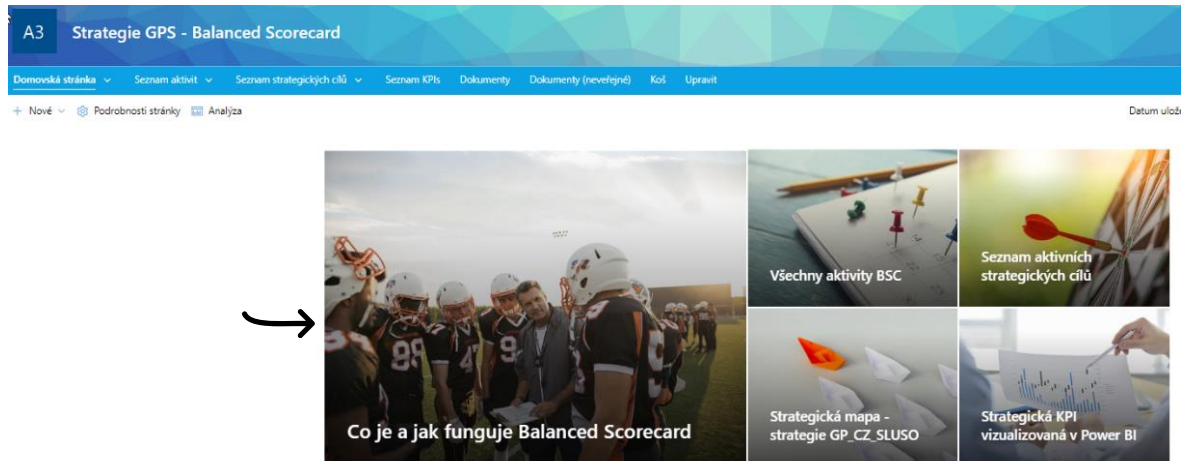 A3 Strategie GPS - Balanced Scorecard
Domovská stránka Seznam aktivit Seznam strategických cílů Seznam KPIs Dokumenty Dokumenty (neveřejné) Koš Upravit
+ Nové Podrobnosti stránky Analýza
Datum ulože
Všechny aktivity BSC
Seznam aktivních
strategických cílů
Co je a jak funguje Balanced Scorecard
Strategická mapa -
strategie GP_CZ_SLUSO
Strategická KPI
vizualizovaná v Power BI